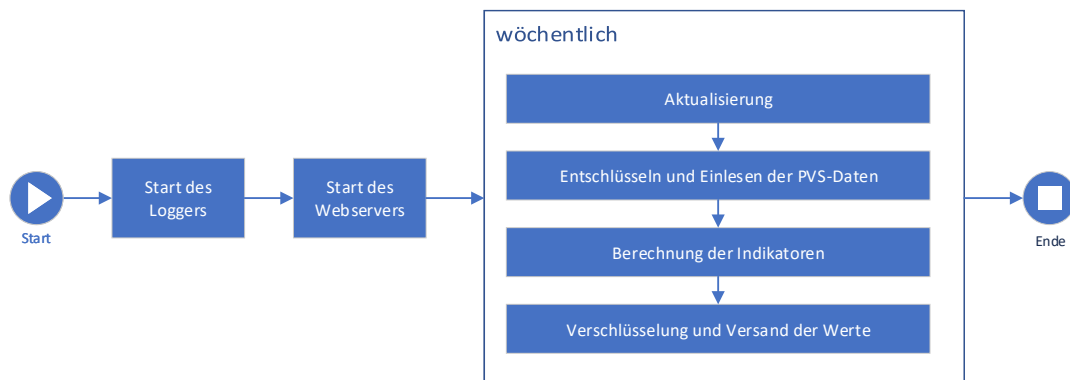 Start
Start des
Loggers
Start des
Webservers
wöchentlich
Aktualisierung
Entschlüsseln und Einlesen der PVS-Daten
Berechnung der Indikatoren
Verschlüsselung und Versand der Werte
Ende